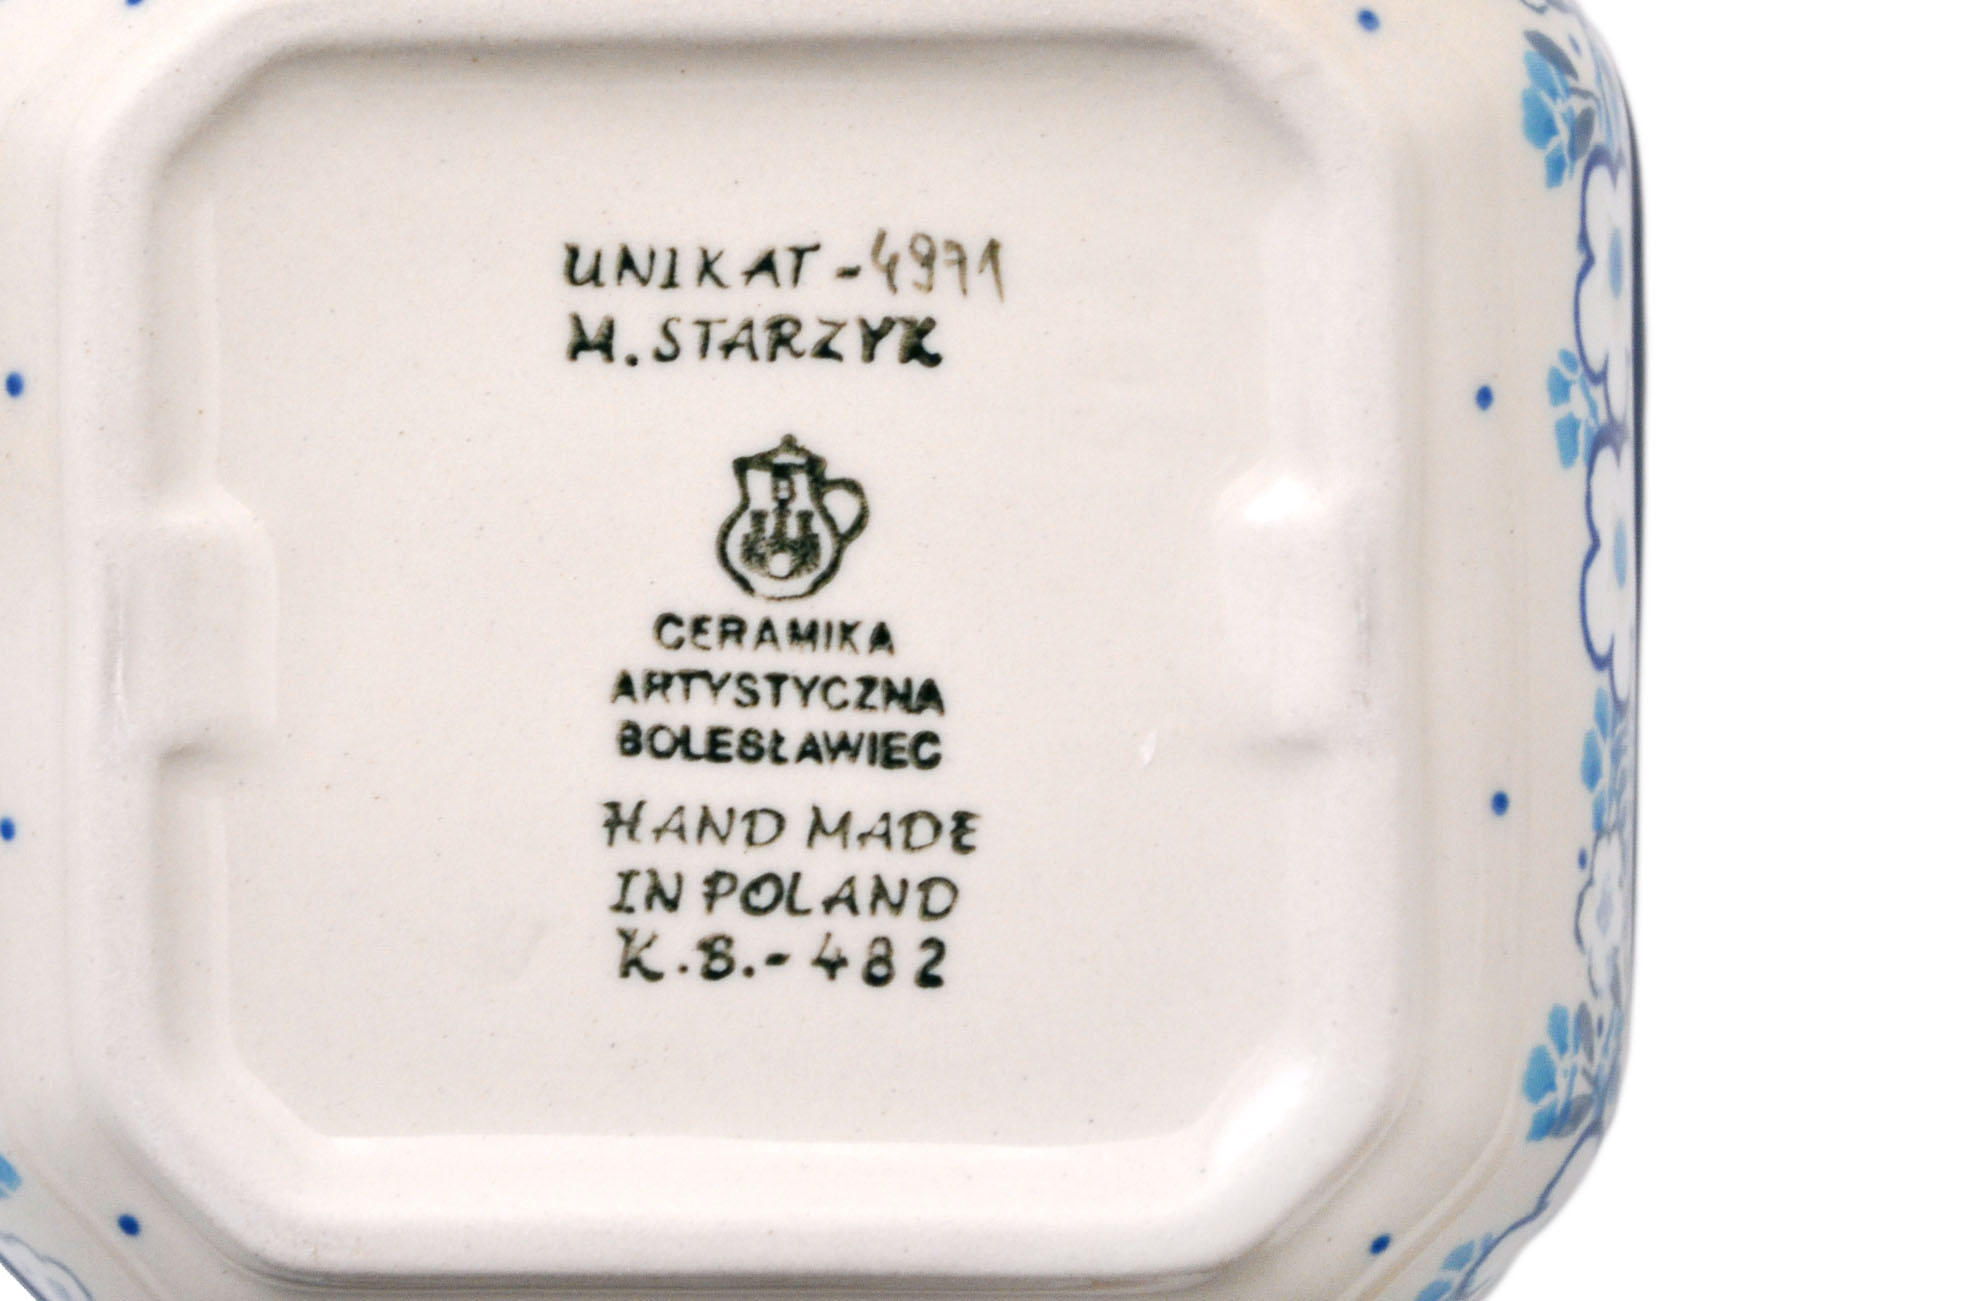 UNIKAT-4971
M. STARZYK
CERAMIKA
ARTYSTYCZNA
BOLESŁAWIEC
HAND MADE
IN POLAND
K.B.-482